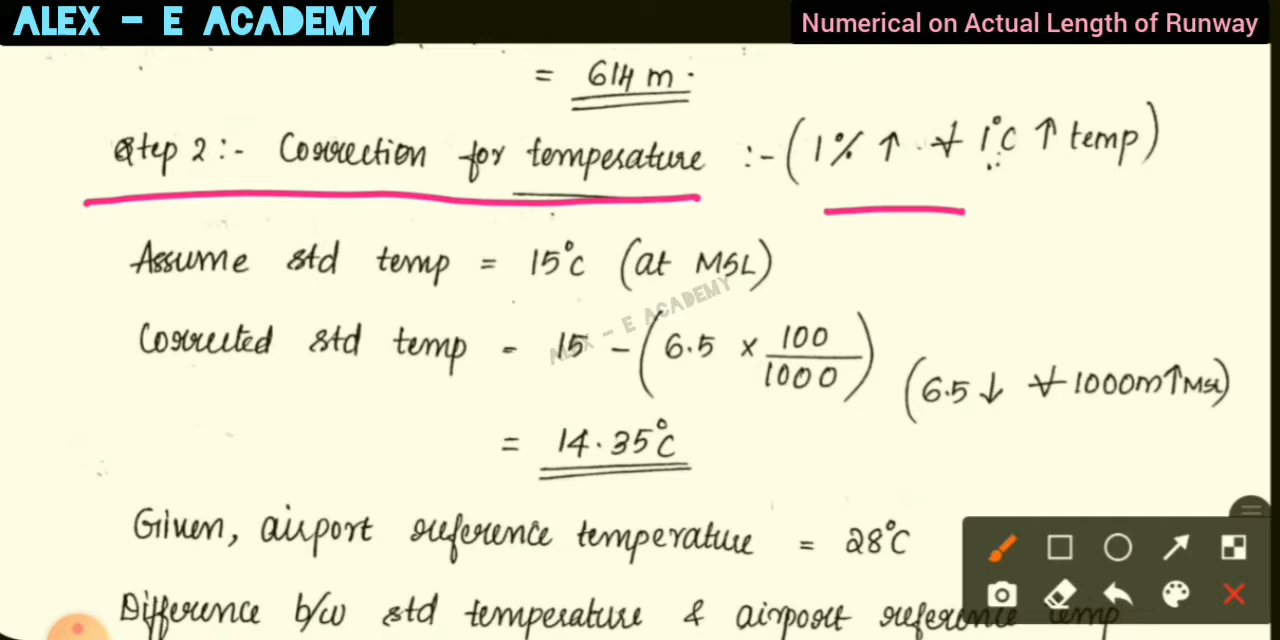 ALEX - E ACADEMY
Numerical on Actual Length of Runway
= 614 m.
Step 2:- Correction for temperature :- (1% ↑ ∀ 1°C ↑ temp)
Assume std temp = 15°C (at MSL)
Corrected std temp = 15 - (6.5 × 100/1000) (6.5 ↓ ∀ 1000m ↑ MSL)
ALEX - E ACADEMY
= 14.35°C
Given, airport reference temperature = 28°C
Difference b/w std temperature & airport reference temp